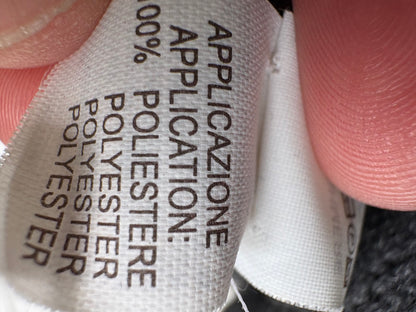 APPLICAZIONE
APPLICATION:
00% POLIESTERE
POLYESTER
POLYESTER
POLYESTER